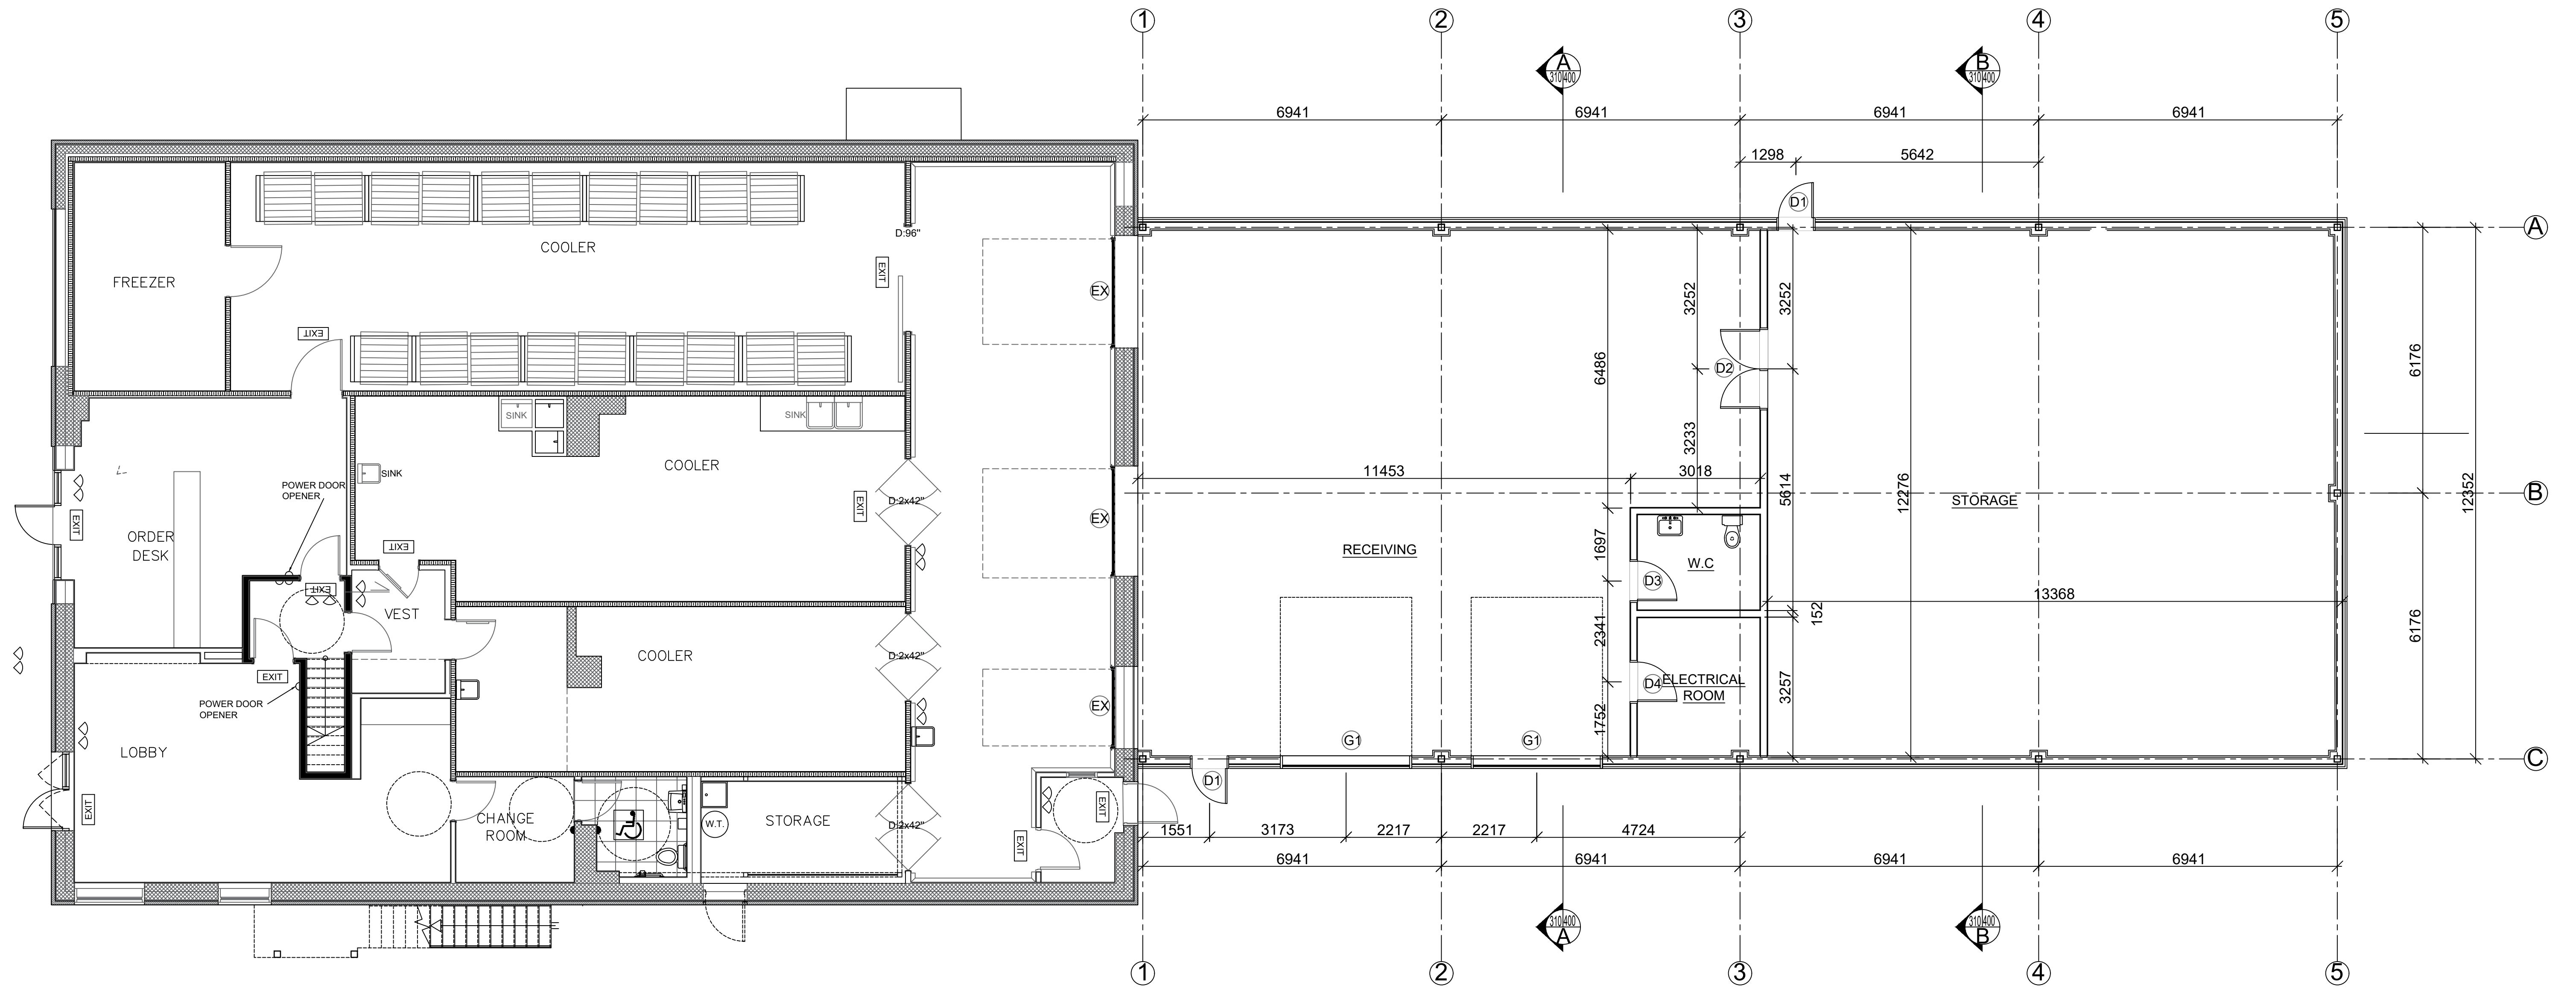 1 2 3 4 5
A B
310 400 310 400
6941 6941 6941 6941
1298 5642
D1
A
D:96"
COOLER
FREEZER
EXIT
EX
EXIT
3252 3252
6486
D2
6176
12352
SINK SINK
COOLER
SINK
3233
11453 3018
5614
12276
B
STORAGE
POWER DOOR
OPENER
EXIT
EXIT
D-2x42"
EX
ORDER
DESK
EXIT
RECEIVING
1697
W.C
D3
EXIT
VEST
13368
152
COOLER
D-2x42"
2341
6176
EXIT
D4
ELECTRICAL
ROOM
3257
POWER DOOR
OPENER
EX
1752
LOBBY
G1 G1
C
D1
EXIT
CHANGE
ROOM
W.T.
STORAGE
D-2x42"
EXIT
EXIT
1551 3173 2217 2217 4724
6941 6941 6941 6941
310 400 310 400
A B
1 2 3 4 5